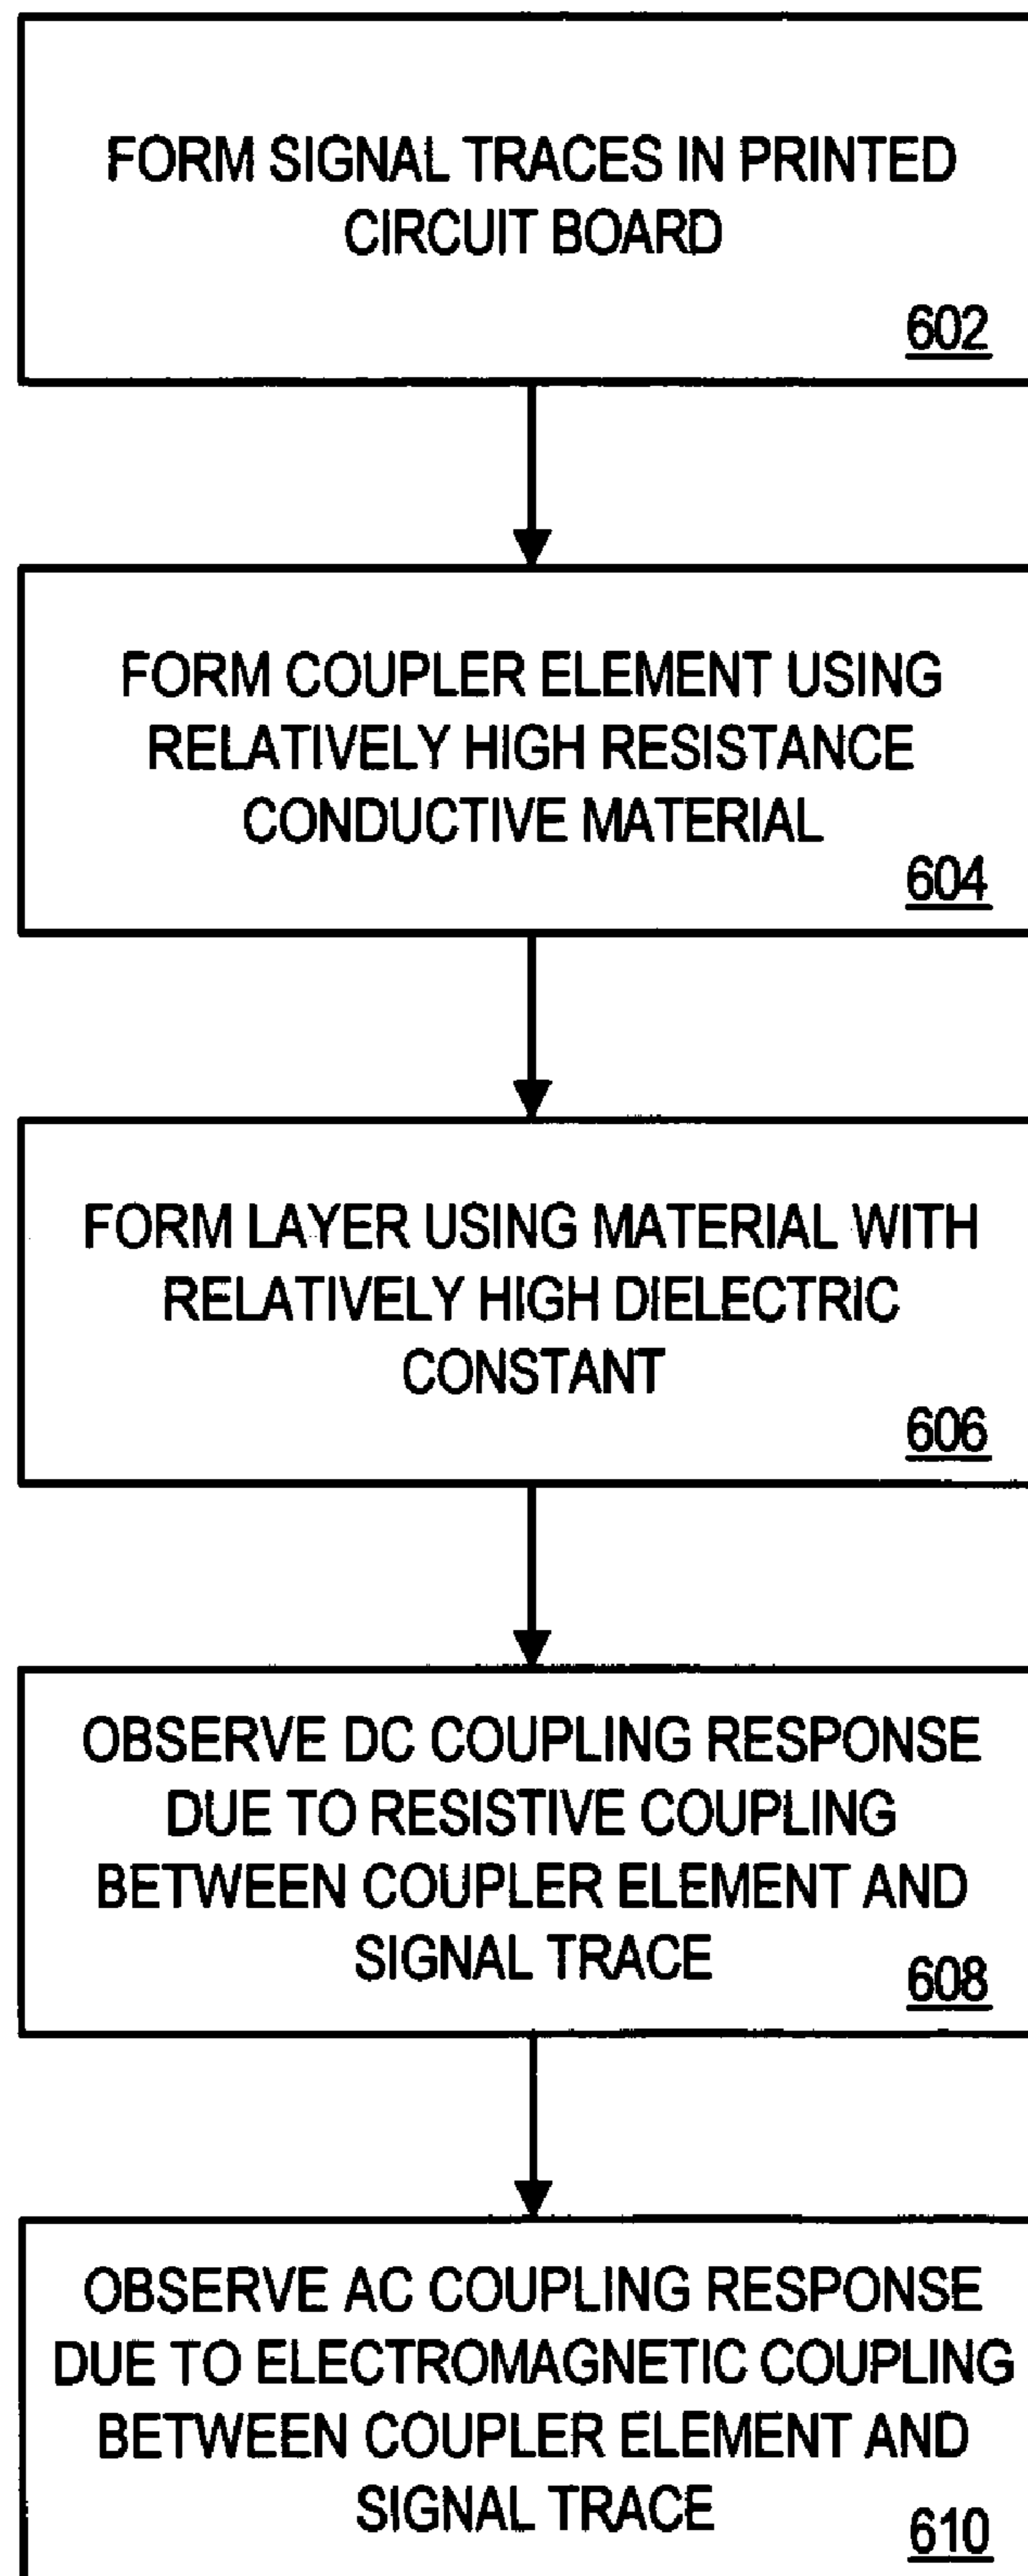 FORM SIGNAL TRACES IN PRINTED
CIRCUIT BOARD
602
FORM COUPLER ELEMENT USING
RELATIVELY HIGH RESISTANCE
CONDUCTIVE MATERIAL
604
FORM LAYER USING MATERIAL WITH
RELATIVELY HIGH DIELECTRIC
CONSTANT
606
OBSERVE DC COUPLING RESPONSE
DUE TO RESISTIVE COUPLING
BETWEEN COUPLER ELEMENT AND
SIGNAL TRACE
608
OBSERVE AC COUPLING RESPONSE
DUE TO ELECTROMAGNETIC COUPLING
BETWEEN COUPLER ELEMENT AND
SIGNAL TRACE
610